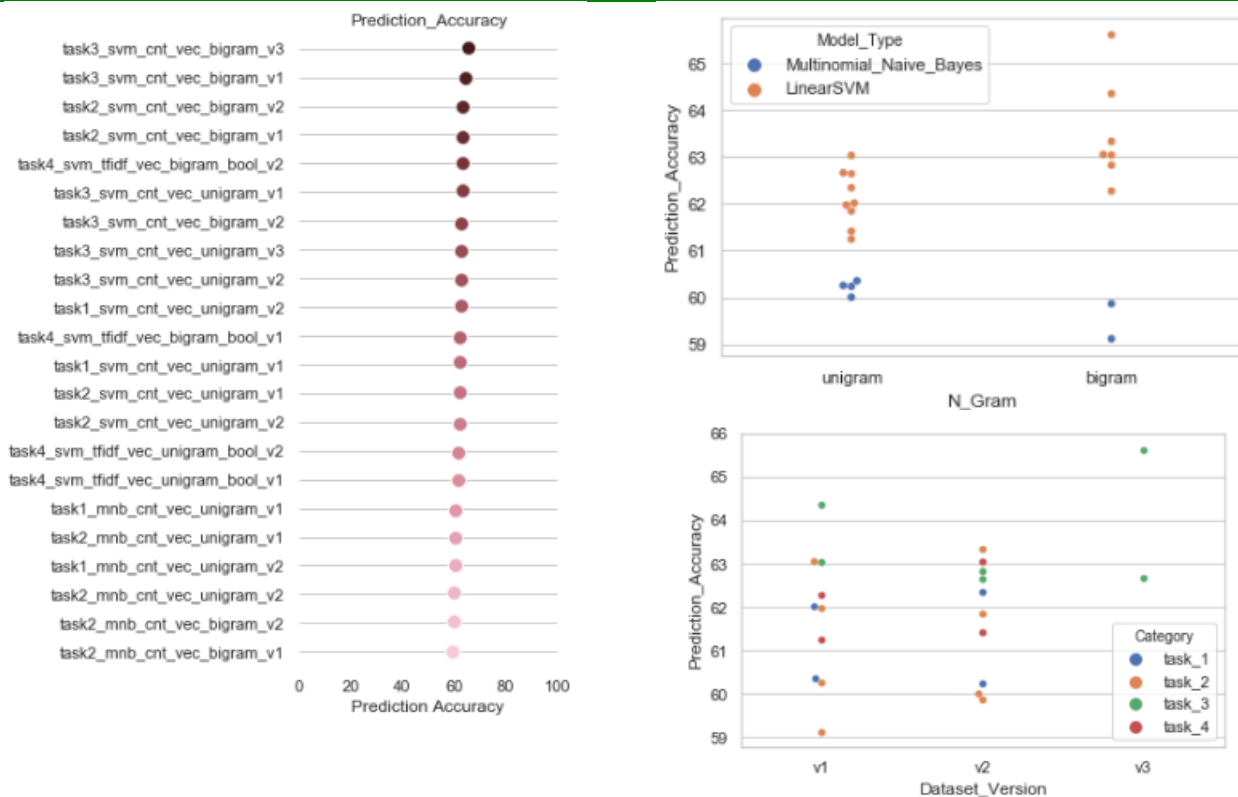 Prediction_Accuracy
task3_svm_cnt_vec_bigram_v3
task3_svm_cnt_vec_bigram_v1
task2_svm_cnt_vec_bigram_v2
task2_svm_cnt_vec_bigram_v1
task4_svm_tfidf_vec_bigram_bool_v2
task3_svm_cnt_vec_unigram_v1
task3_svm_cnt_vec_bigram_v2
task3_svm_cnt_vec_unigram_v3
task3_svm_cnt_vec_unigram_v2
task1_svm_cnt_vec_unigram_v2
task4_svm_tfidf_vec_bigram_bool_v1
task1_svm_cnt_vec_unigram_v1
task2_svm_cnt_vec_unigram_v1
task2_svm_cnt_vec_unigram_v2
task4_svm_tfidf_vec_unigram_bool_v2
task4_svm_tfidf_vec_unigram_bool_v1
task1_mnb_cnt_vec_unigram_v1
task2_mnb_cnt_vec_unigram_v1
task1_mnb_cnt_vec_unigram_v2
task2_mnb_cnt_vec_unigram_v2
task2_mnb_cnt_vec_bigram_v2
task2_mnb_cnt_vec_bigram_v1
0 20 40 60 80 100
Prediction Accuracy
Model_Type
Multinomial_Naive_Bayes
LinearSVM
Prediction_Accuracy
65
64
63
62
61
60
59
unigram bigram
N_Gram
Prediction_Accuracy
66
65
64
63
62
61
60
59
Category
task_1
task_2
task_3
task_4
v1 v2 v3
Dataset_Version